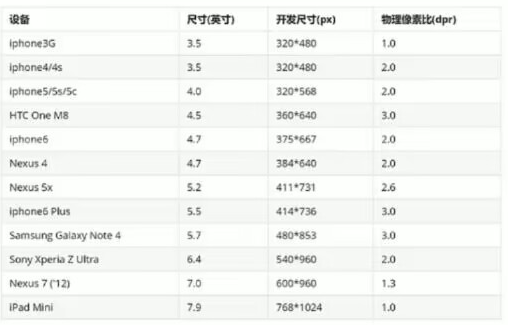 设备 尺寸(英寸) 开发尺寸(px) 物理像素比(dpr)
iphone3G 3.5 320*480 1.0
iphone4/4s 3.5 320*480 2.0
iphone5/5s/5c 4.0 320*568 2.0
HTC One M8 4.5 360*640 3.0
iphone6 4.7 375*667 2.0
Nexus 4 4.7 384*640 2.0
Nexus 5x 5.2 411*731 2.6
iphone6 Plus 5.5 414*736 3.0
Samsung Galaxy Note 4 5.7 480*853 3.0
Sony Xperia Z Ultra 6.4 540*960 2.0
Nexus 7 ('12) 7.0 600*960 1.3
iPad Mini 7.9 768*1024 1.0